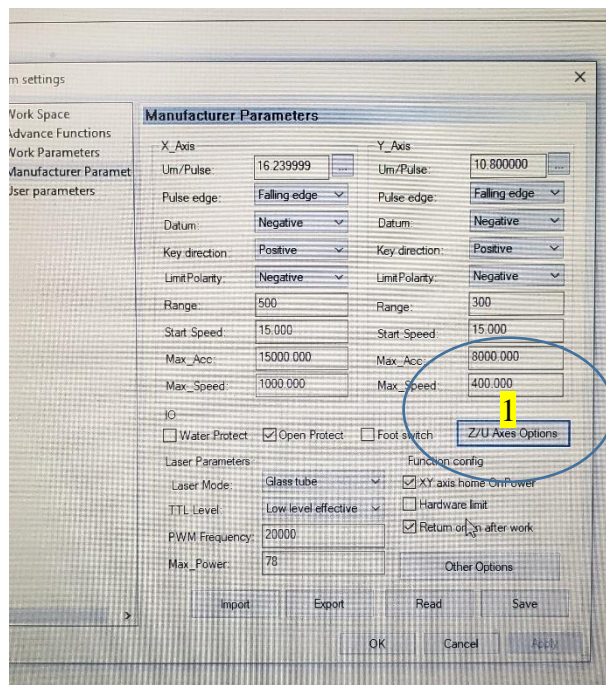 m settings
Work Space
Advance Functions
Work Parameters
Manufacturer Paramet
User parameters
Manufacturer Parameters
X_Axis Y_Axis
Um/Pulse: 16.239999 ... Um/Pulse: 10.800000 ...
Pulse edge: Falling edge Pulse edge: Falling edge
Datum: Negative Datum: Negative
Key direction: Positive Key direction: Positive
LimitPolarity: Negative LimitPolarity: Negative
Range: 500 Range: 300
Start Speed: 15.000 Start Speed: 15.000
Max_Acc: 15000.000 Max_Acc: 8000.000
Max_Speed: 1000.000 Max_Speed: 400.000
1
IO
Water Protect Open Protect Foot switch Z/U Axes Options
Laser Parameters Function config
Laser Mode: Glass tube XY axis home OnPower
TTL Level: Low level effective Hardware limit
PWM Frequency: 20000 Return after work
Max_Power: 78 Other Options
Import Export Read Save
OK Cancel Apply